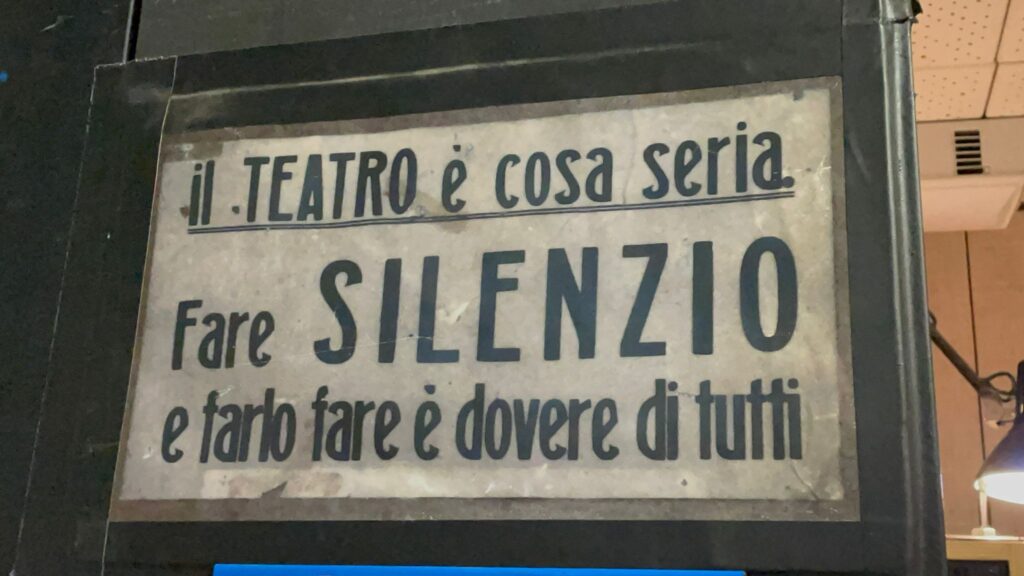 il TEATRO è cosa seria.
Fare SILENZIO
e farlo fare è dovere di tutti